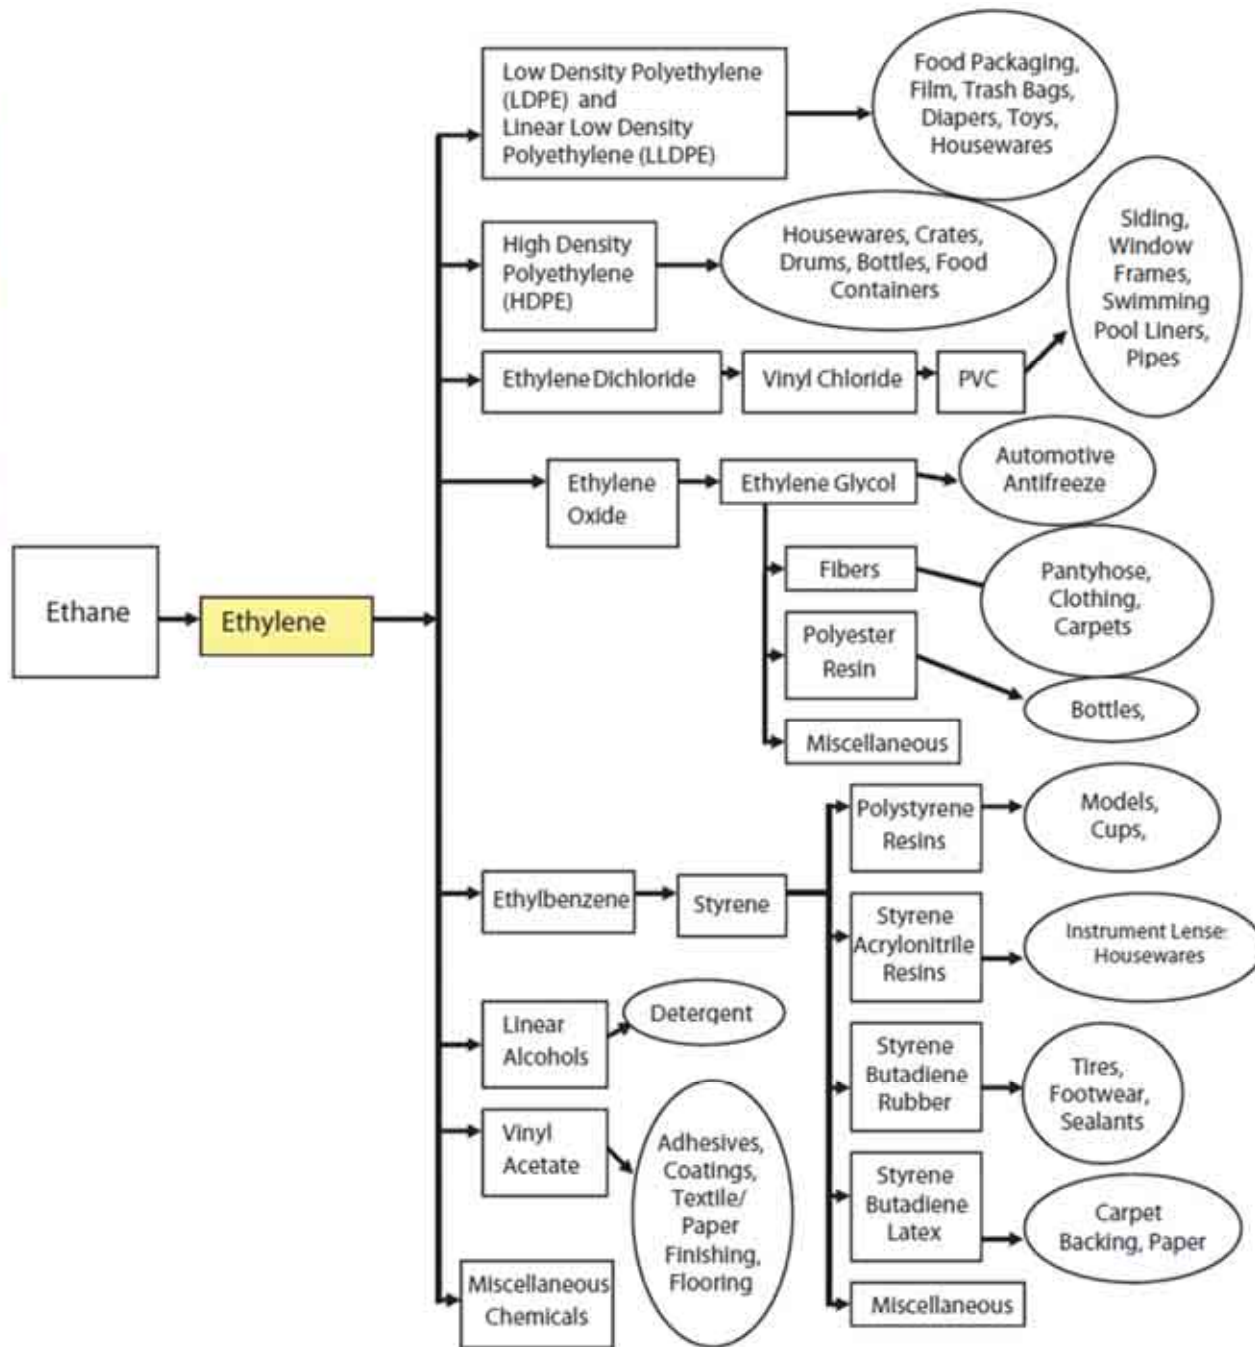 Low Density Polyethylene
(LDPE) and
Linear Low Density
Polyethylene (LLDPE)
Food Packaging,
Film, Trash Bags,
Diapers, Toys,
Housewares
High Density
Polyethylene
(HDPE)
Housewares, Crates,
Drums, Bottles, Food
Containers
Siding,
Window
Frames,
Swimming
Pool Liners,
Pipes
Ethylene Dichloride
Vinyl Chloride
PVC
Ethylene
Oxide
Ethylene Glycol
Automotive
Antifreeze
Fibers
Pantyhose,
Clothing,
Carpets
Polyester
Resin
Bottles,
Miscellaneous
Ethane
Ethylene
Ethylbenzene
Styrene
Polystyrene
Resins
Models,
Cups,
Styrene
Acrylonitrile
Resins
Instrument Lense
Housewares
Styrene
Butadiene
Rubber
Tires,
Footwear,
Sealants
Styrene
Butadiene
Latex
Carpet
Backing, Paper
Miscellaneous
Linear
Alcohols
Detergent
Vinyl
Acetate
Adhesives,
Coatings,
Textile/
Paper
Finishing,
Flooring
Miscellaneous
Chemicals